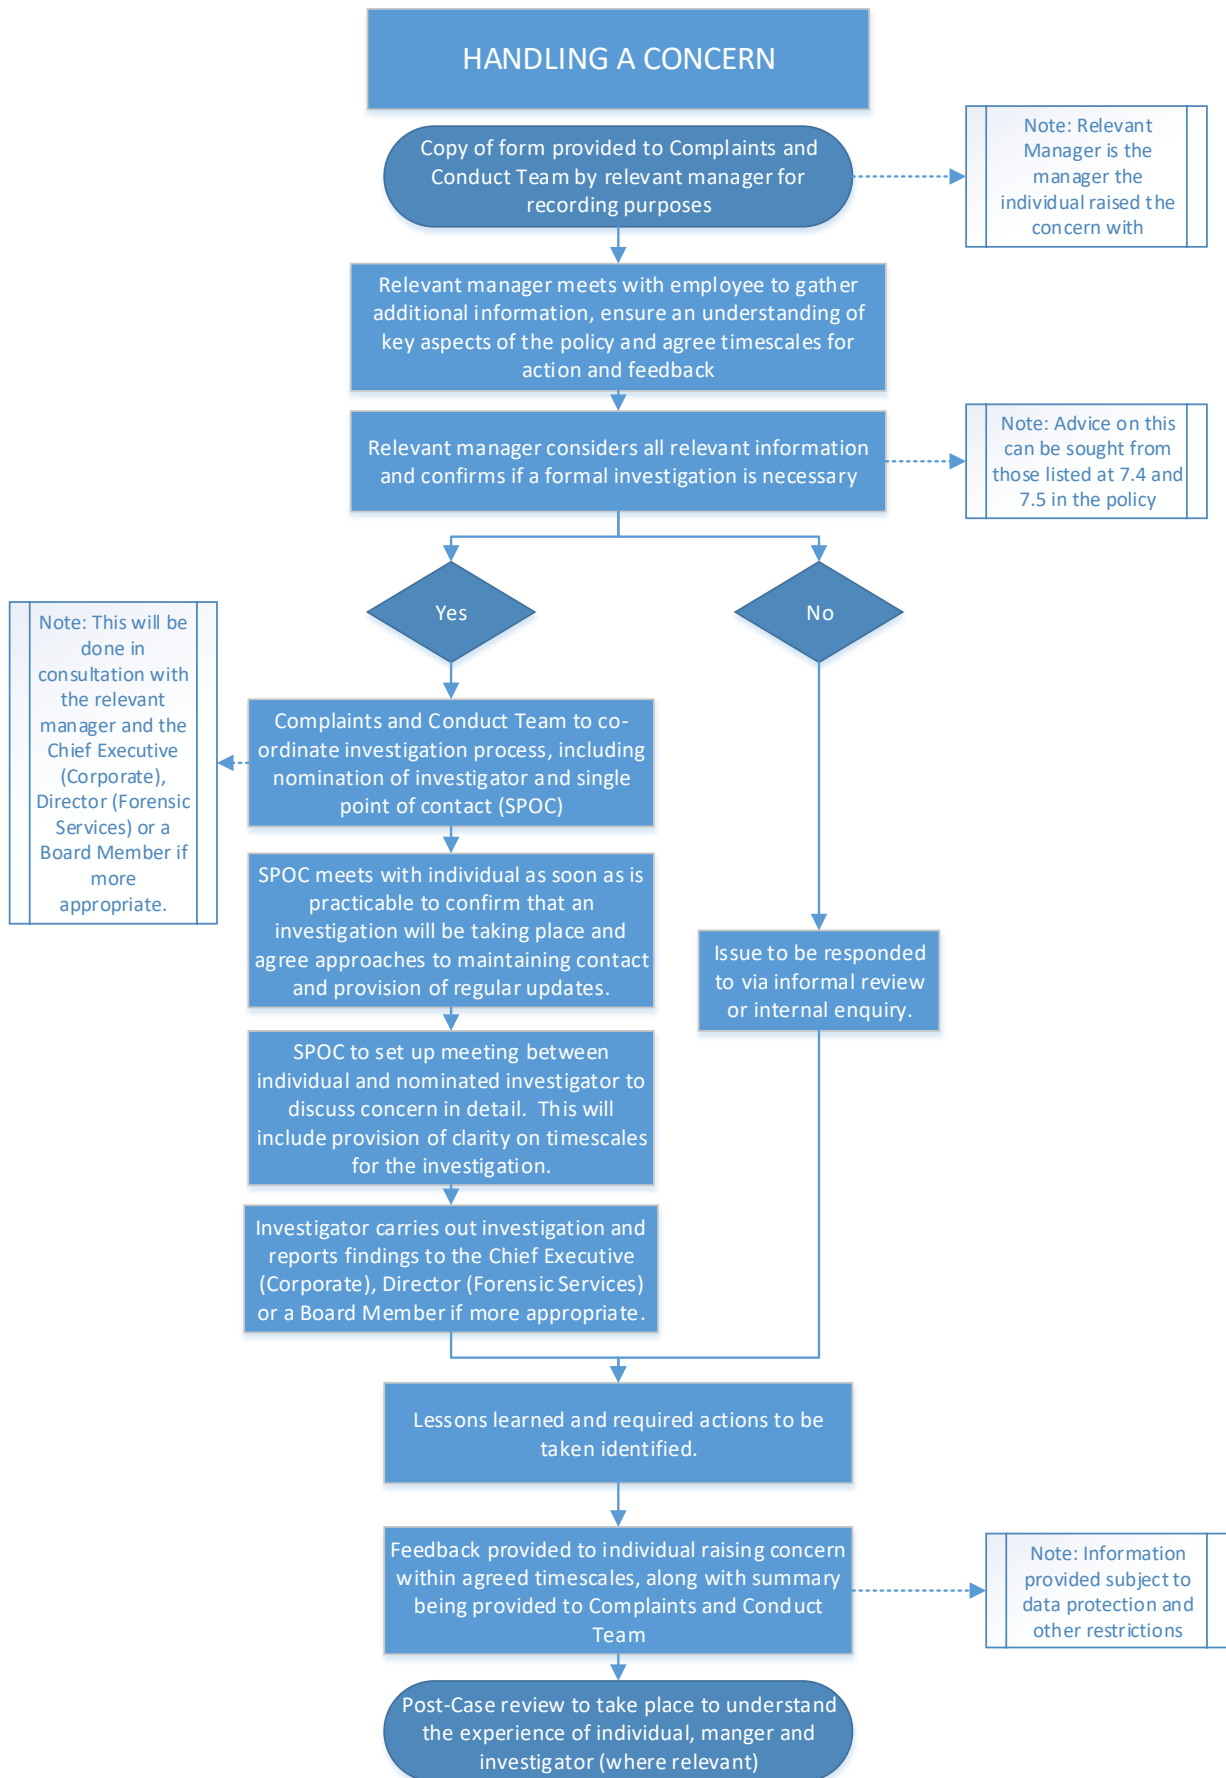 HANDLING A CONCERN
Copy of form provided to Complaints and
Conduct Team by relevant manager for
recording purposes
Note: Relevant
Manager is the
manager the
individual raised the
concern with
Relevant manager meets with employee to gather
additional information, ensure an understanding of
key aspects of the policy and agree timescales for
action and feedback
Relevant manager considers all relevant information
and confirms if a formal investigation is necessary
Note: Advice on this
can be sought from
those listed at 7.4 and
7.5 in the policy
Yes
No
Note: This will be
done in
consultation with
the relevant
manager and the
Chief Executive
(Corporate),
Director (Forensic
Services) or a
Board Member if
more
appropriate.
Complaints and Conduct Team to co-
ordinate investigation process, including
nomination of investigator and single
point of contact (SPOC)
SPOC meets with individual as soon as is
practicable to confirm that an
investigation will be taking place and
agree approaches to maintaining contact
and provision of regular updates.
Issue to be responded
to via informal review
or internal enquiry.
SPOC to set up meeting between
individual and nominated investigator to
discuss concern in detail.  This will
include provision of clarity on timescales
for the investigation.
Investigator carries out investigation and
reports findings to the Chief Executive
(Corporate), Director (Forensic Services)
or a Board Member if more appropriate.
Lessons learned and required actions to be
taken identified.
Feedback provided to individual raising concern
within agreed timescales, along with summary
being provided to Complaints and Conduct
Team
Note: Information
provided subject to
data protection and
other restrictions
Post-Case review to take place to understand
the experience of individual, manger and
investigator (where relevant)